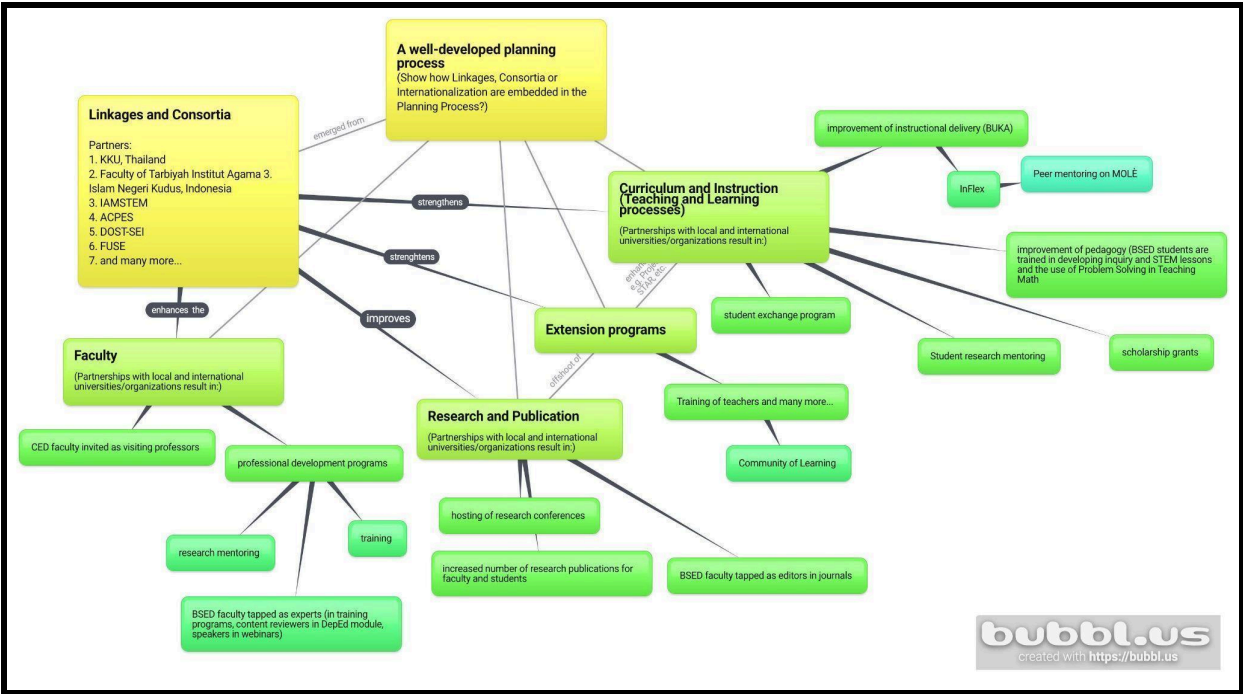 A well-developed planning
process
(Show how Linkages, Consortia or
Internationalization are embedded in the
Planning Process?)
Linkages and Consortia
Partners:
1. KKU, Thailand
2. Faculty of Tarbiyah Institut Agama 3.
Islam Negeri Kudus, Indonesia
3. IAMSTEM
4. ACPES
5. DOST-SEI
6. FUSE
7. and many more...
emerged from
strengthens
strenghtens
improves
enhances the
Curriculum and Instruction
(Teaching and Learning
processes)
(Partnerships with local and international
universities/organizations result in:)
improvement of instructional delivery (BUKA)
InFlex
Peer mentoring on MOLÈ
improvement of pedagogy (BSED students are
trained in developing inquiry and STEM lessons
and the use of Problem Solving in Teaching
Math
student exchange program
Student research mentoring
scholarship grants
e.g.
STAR, etc.
Extension programs
offshoot of
Training of teachers and many more...
Community of Learning
Faculty
(Partnerships with local and international
universities/organizations result in:)
CED faculty invited as visiting professors
professional development programs
research mentoring
training
BSED faculty tapped as experts (in training
programs, content reviewers in DepEd module,
speakers in webinars)
Research and Publication
(Partnerships with local and international
universities/organizations result in:)
hosting of research conferences
increased number of research publications for
faculty and students
BSED faculty tapped as editors in journals
bubbl.us
created with https://bubbl.us